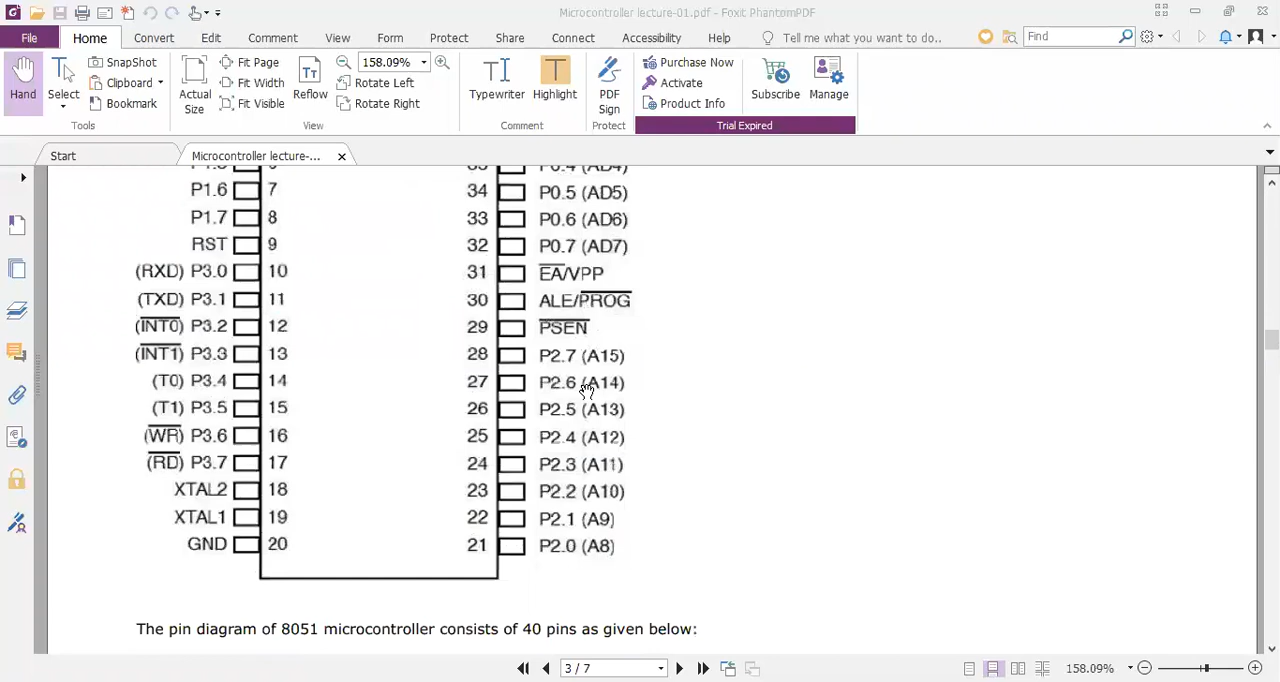 Microcontroller lecture-01.pdf - Foxit PhantomPDF
File Home Convert Edit Comment View Form Protect Share Connect Accessibility Help Tell me what you want to do.. Find
Hand
Select
SnapShot
Clipboard
Bookmark
Tools
Actual Size
Fit Page
Fit Width
Fit Visible
Reflow
158.09%
Rotate Left
Rotate Right
View
Typewriter
Highlight
Comment
PDF Sign
Protect
Purchase Now
Activate
Product Info
Subscribe
Manage
Trial Expired
Start
Microcontroller lecture-...
P0.4 (AD4)
P1.6 7 34 P0.5 (AD5)
P1.7 8 33 P0.6 (AD6)
RST 9 32 P0.7 (AD7)
(RXD) P3.0 10 31 EA/VPP
(TXD) P3.1 11 30 ALE/PROG
(INT0) P3.2 12 29 PSEN
(INT1) P3.3 13 28 P2.7 (A15)
(T0) P3.4 14 27 P2.6 (A14)
(T1) P3.5 15 26 P2.5 (A13)
(WR) P3.6 16 25 P2.4 (A12)
(RD) P3.7 17 24 P2.3 (A11)
XTAL2 18 23 P2.2 (A10)
XTAL1 19 22 P2.1 (A9)
GND 20 21 P2.0 (A8)
The pin diagram of 8051 microcontroller consists of 40 pins as given below:
3 / 7
158.09%